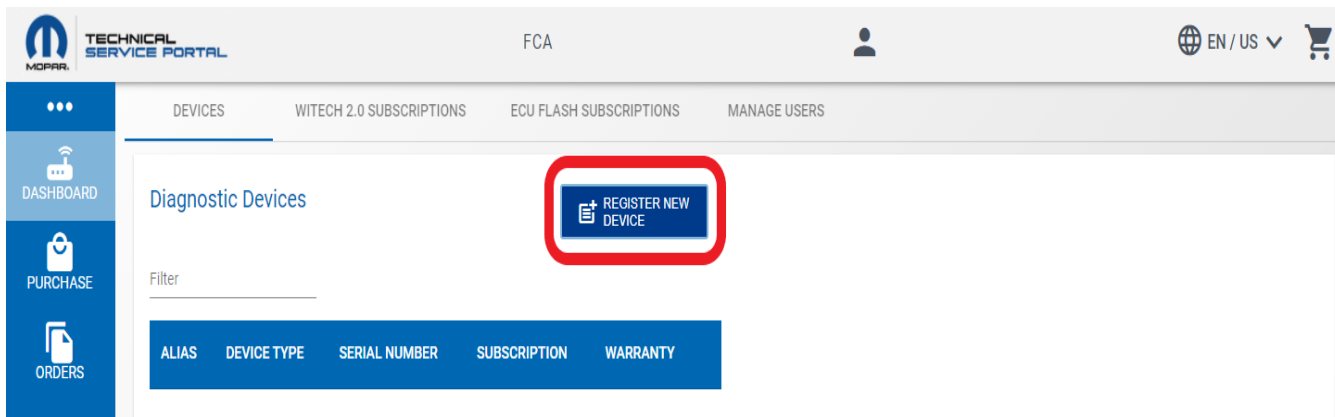 MOPAR.
TECHNICAL
SERVICE PORTAL
FCA
EN / US
DEVICES
WITECH 2.0 SUBSCRIPTIONS
ECU FLASH SUBSCRIPTIONS
MANAGE USERS
DASHBOARD
PURCHASE
ORDERS
Diagnostic Devices
REGISTER NEW
DEVICE
Filter
ALIAS DEVICE TYPE SERIAL NUMBER SUBSCRIPTION WARRANTY